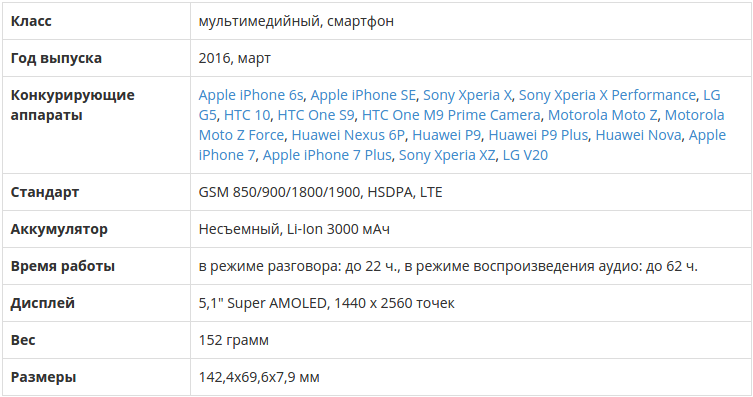 Класс мультимедийный, смартфон
Год выпуска 2016, март
Конкурирующие Apple iPhone 6s, Apple iPhone SE, Sony Xperia X, Sony Xperia X Performance, LG
аппараты G5, HTC 10, HTC One S9, HTC One M9 Prime Camera, Motorola Moto Z, Motorola
Moto Z Force, Huawei Nexus 6P, Huawei P9, Huawei P9 Plus, Huawei Nova, Apple
iPhone 7, Apple iPhone 7 Plus, Sony Xperia XZ, LG V20
Стандарт GSM 850/900/1800/1900, HSDPA, LTE
Аккумулятор Несъемный, Li-Ion 3000 мАч
Время работы в режиме разговора: до 22 ч., в режиме воспроизведения аудио: до 62 ч.
Дисплей 5,1" Super AMOLED, 1440 x 2560 точек
Вес 152 грамм
Размеры 142,4x69,6x7,9 мм